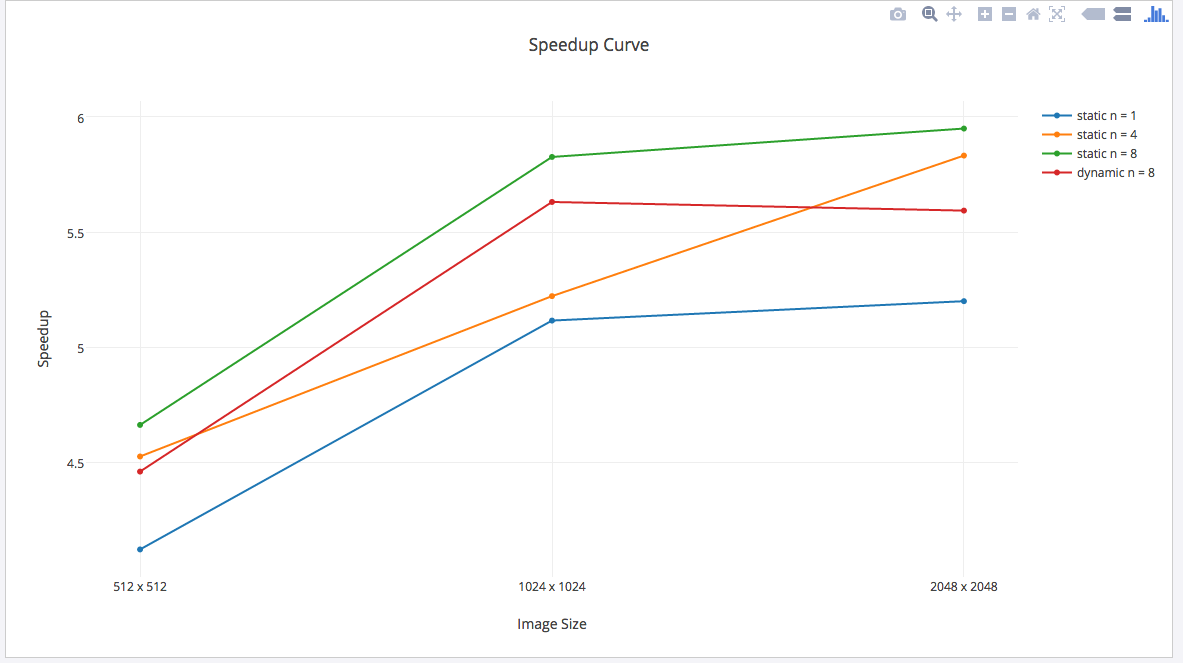 Speedup Curve
6
5.5
5
4.5
Speedup
512 x 512
1024 x 1024
2048 x 2048
Image Size
static n = 1
static n = 4
static n = 8
dynamic n = 8